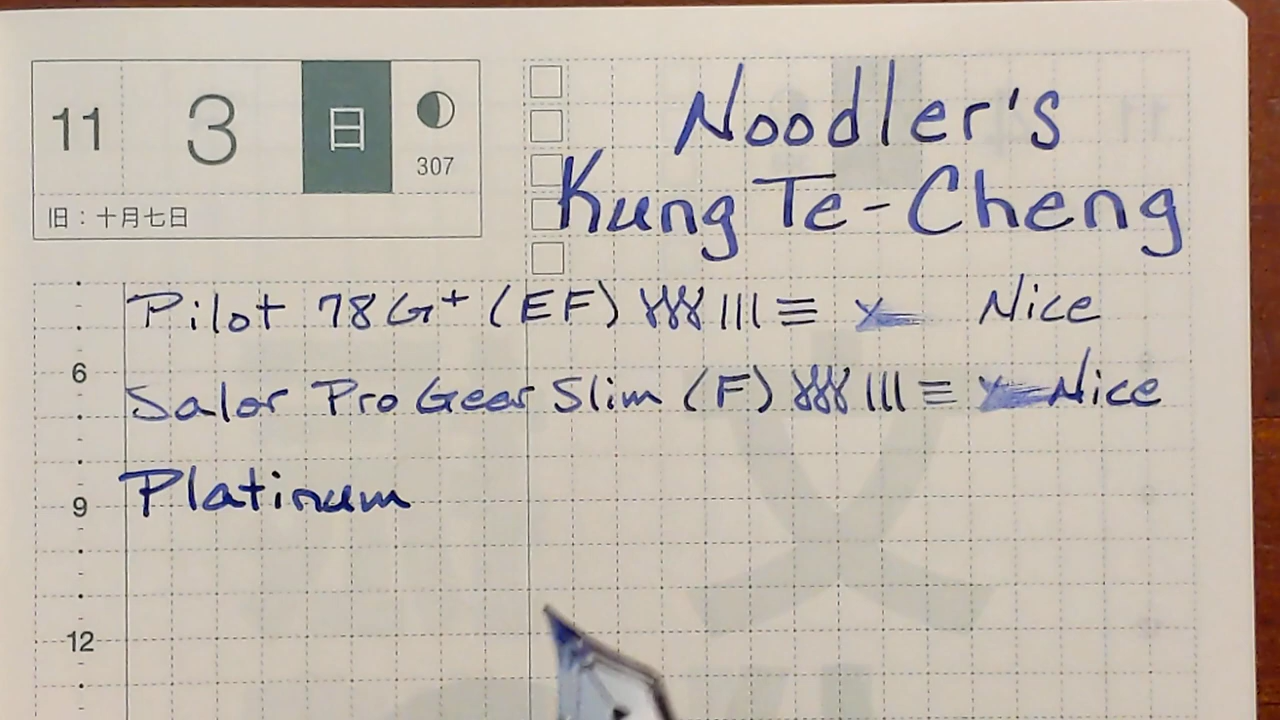 11 3 日
307
旧：十月七日
Noodler's
Kung Te-Cheng
Pilot 78G+ (EF) Nice
6
Sailor Pro Gear Slim (F) Nice
9
Platinum
12